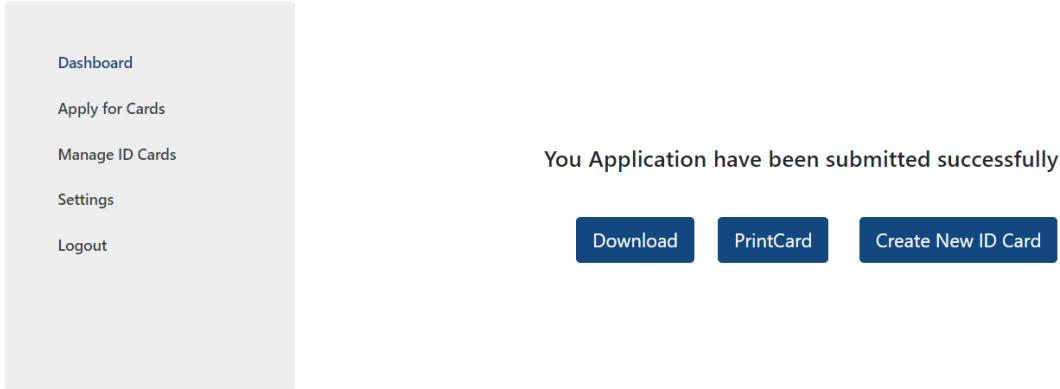 Dashboard
Apply for Cards
Manage ID Cards
Settings
Logout
You Application have been submitted successfully
Download
PrintCard
Create New ID Card